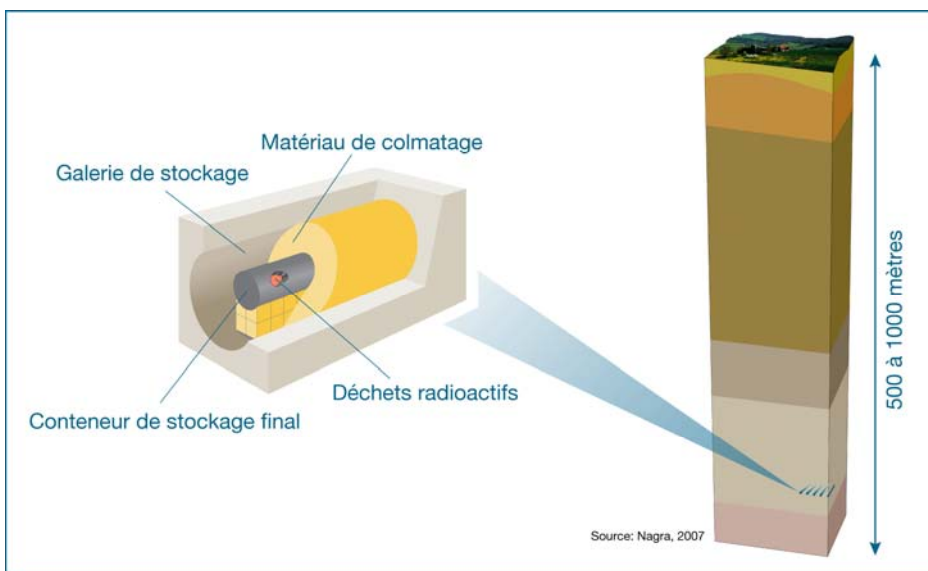 Matériau de colmatage
Galerie de stockage
Déchets radioactifs
Conteneur de stockage final
500 à 1000 mètres
Source: Nagra, 2007